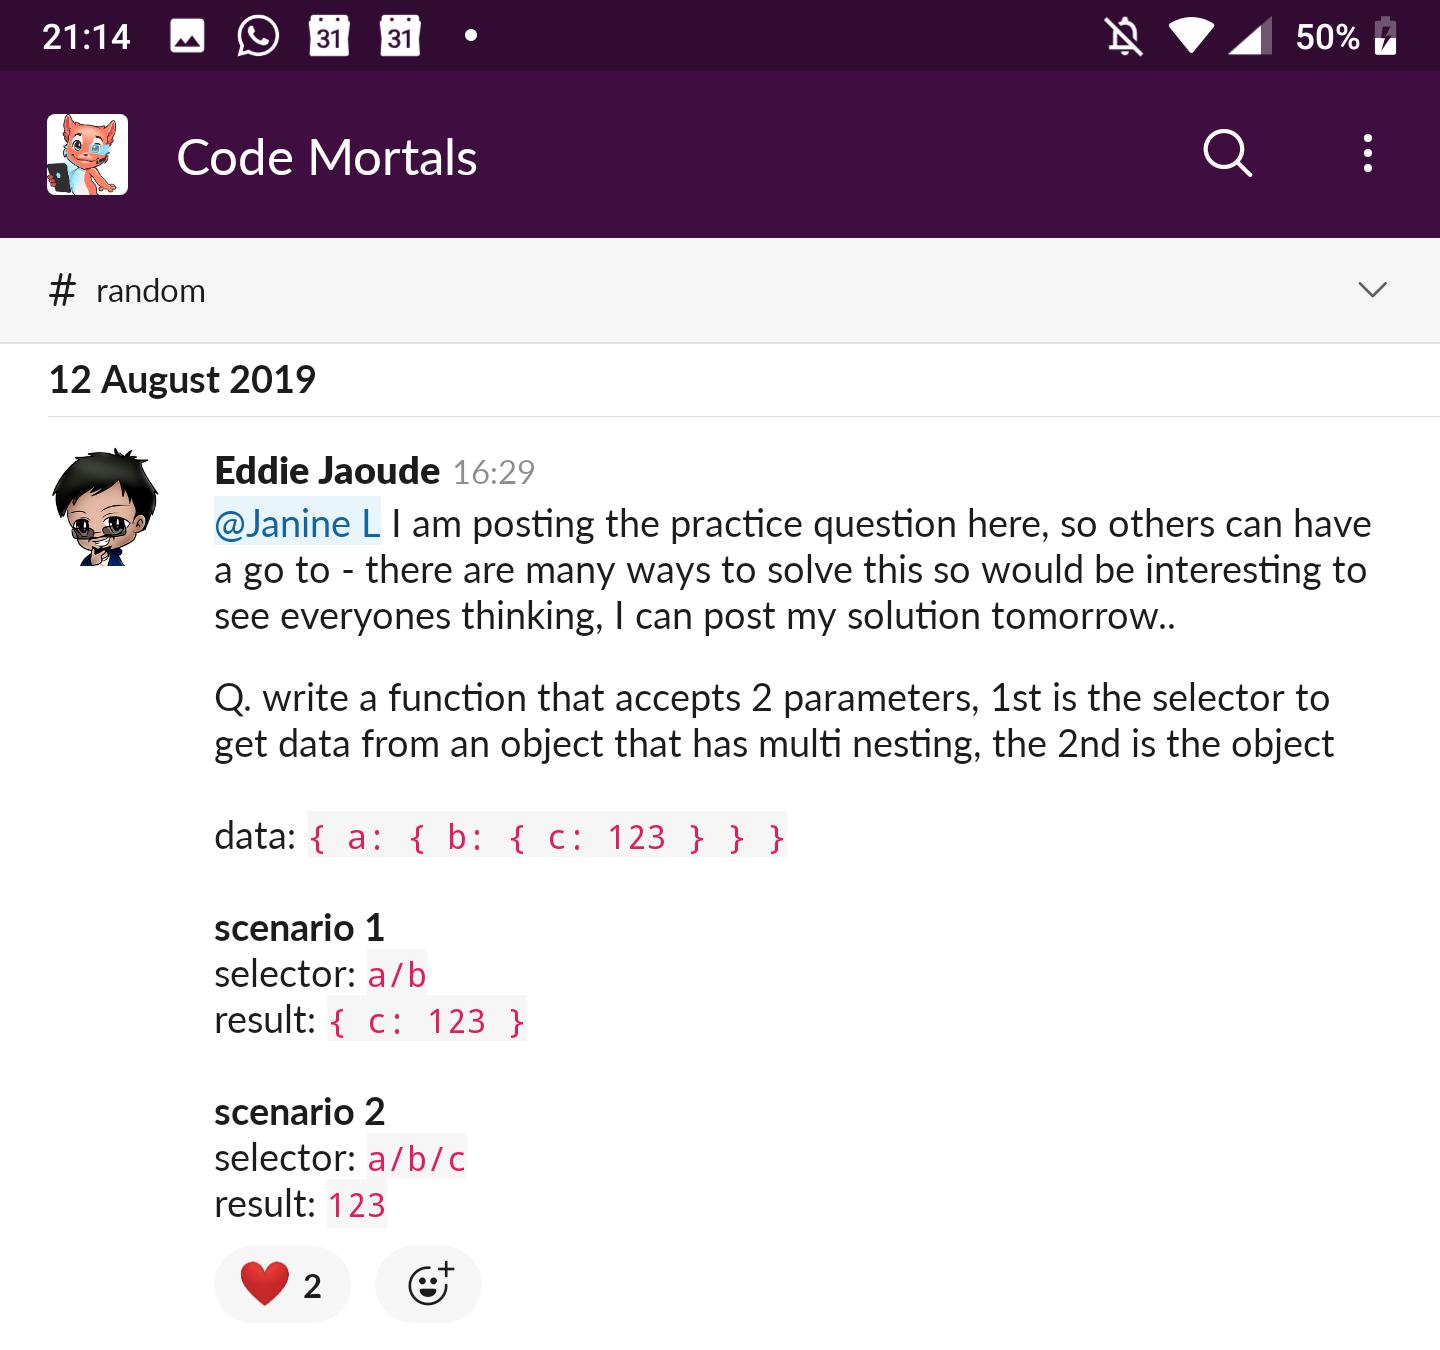 21:14 31 31 50%
Code Mortals
# random
12 August 2019
Eddie Jaoude 16:29
@Janine L I am posting the practice question here, so others can have
a go to - there are many ways to solve this so would be interesting to
see everyones thinking, I can post my solution tomorrow..
Q. write a function that accepts 2 parameters, 1st is the selector to
get data from an object that has multi nesting, the 2nd is the object
data: { a: { b: { c: 123 } } }
scenario 1
selector: a/b
result: { c: 123 }
scenario 2
selector: a/b/c
result: 123
2